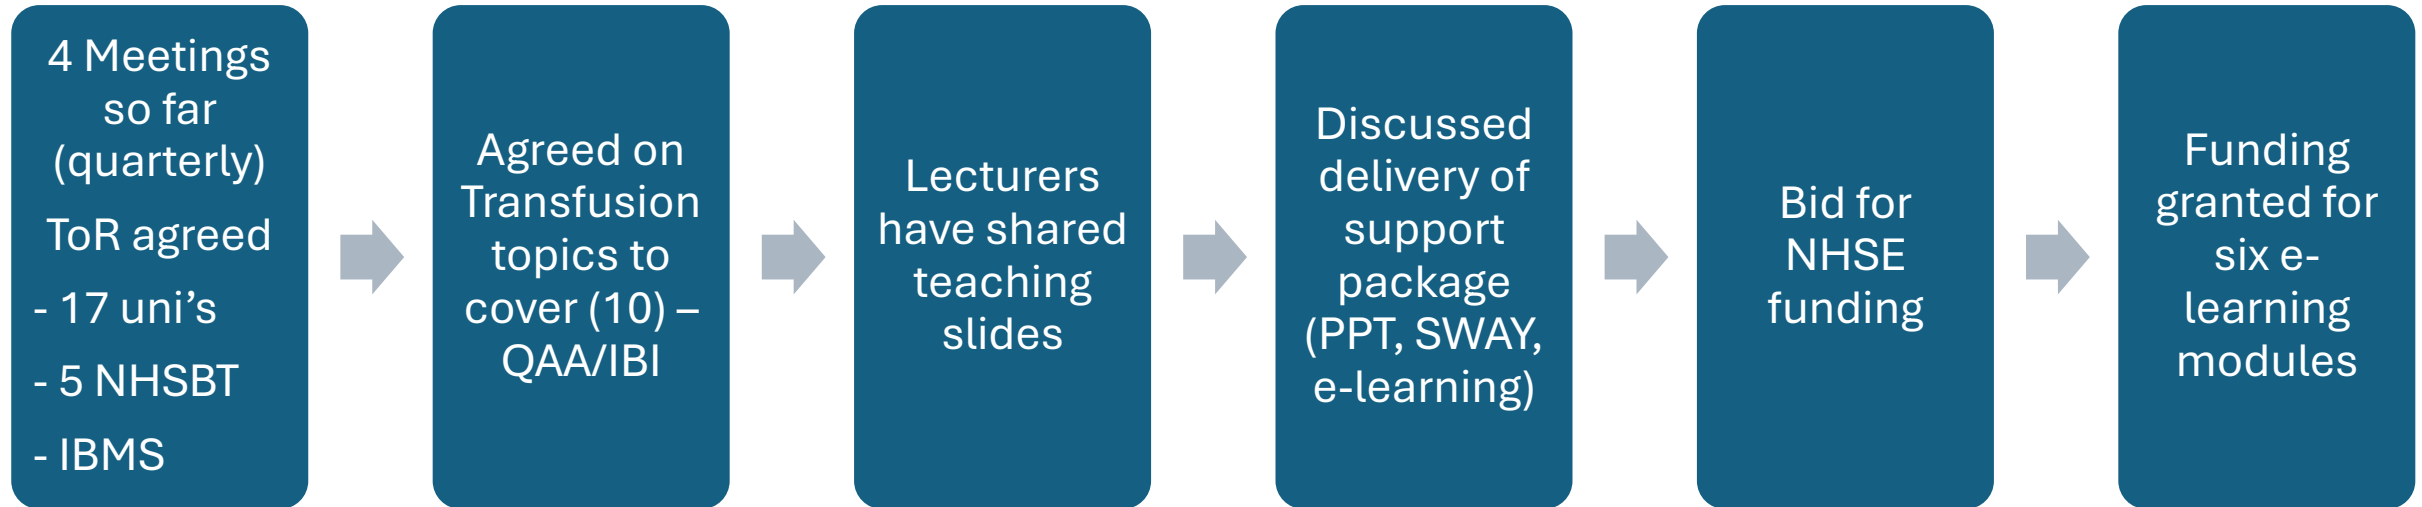 4 Meetings
so far
(quarterly)
ToR agreed
- 17 uni’s
- 5 NHSBT
- IBMS
Agreed on
Transfusion
topics to
cover (10) –
QAA/IBI
Lecturers
have shared
teaching
slides
Discussed
delivery of
support
package
(PPT, SWAY,
e-learning)
Bid for
NHSE
funding
Funding
granted for
six e-
learning
modules